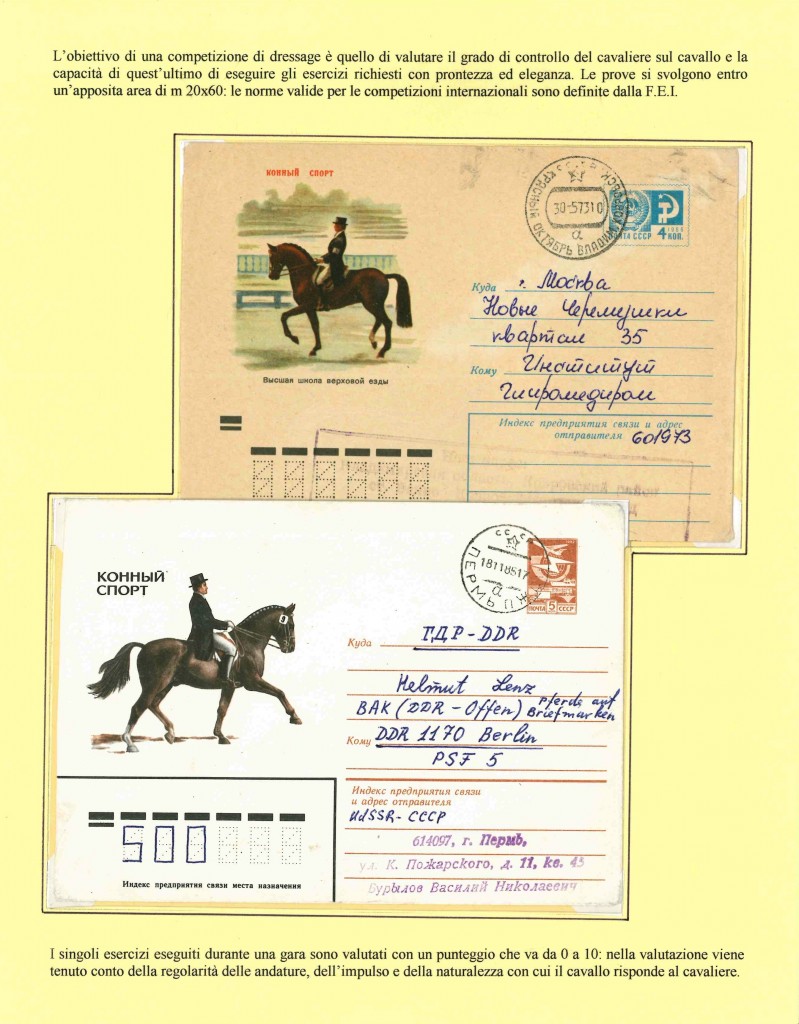 L'obiettivo di una competizione di dressage è quello di valutare il grado di controllo del cavaliere sul cavallo e la
capacità di quest'ultimo di eseguire gli esercizi richiesti con prontezza ed eleganza. Le prove si svolgono entro
un'apposita area di m 20x60: le norme valide per le competizioni internazionali sono definite dalla F.E.I.
КОННЫЙ СПОРТ
КРАСНЫЙ ОКТЯБРЬ ВЛАДИМ
30-57310
а
ПОЧТА СССР 4 КОП.
Куда г. Москва
Новые Черемушки
квартал 35
Кому Институт
Гипромедпром
Высшая школа верховой езды
Индекс предприятия связи и адрес
отправителя 601973
район
КОННЫЙ
СПОРТ
СССР
ПЕРМЬ
а
ПОЧТА 5 СССР
Куда ГДР-DDR
Helmut Lenz
BAK (DDR-Offen) Pferde auf
Briefmarken
Кому DDR 1170 Berlin
PSF 5
Индекс предприятия связи
и адрес отправителя
UdSSR-СССР
614097, г. Пермь,
ул. К. Пожарского, д. 11, кв. 45
Бурылов Василий Николаевич
500
Индекс предприятия связи места назначения
I singoli esercizi eseguiti durante una gara sono valutati con un punteggio che va da 0 a 10: nella valutazione viene
tenuto conto della regolarità delle andature, dell'impulso e della naturalezza con cui il cavallo risponde al cavaliere.